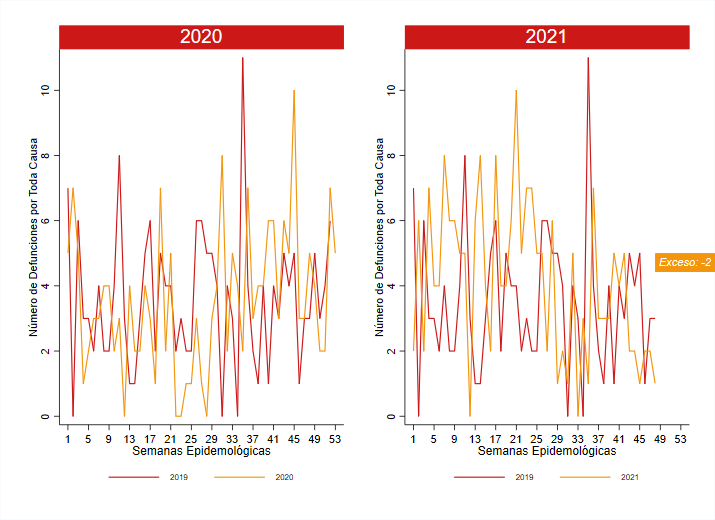 2020
2021
Número de Defunciones por Toda Causa
0 2 4 6 8 10
1 5 9 13 17 21 25 29 33 37 41 45 49 53
Semanas Epidemológicas
2019 2020
Número de Defunciones por Toda Causa
0 2 4 6 8 10
Exceso: -2
1 5 9 13 17 21 25 29 33 37 41 45 49 53
Semanas Epidemológicas
2019 2021